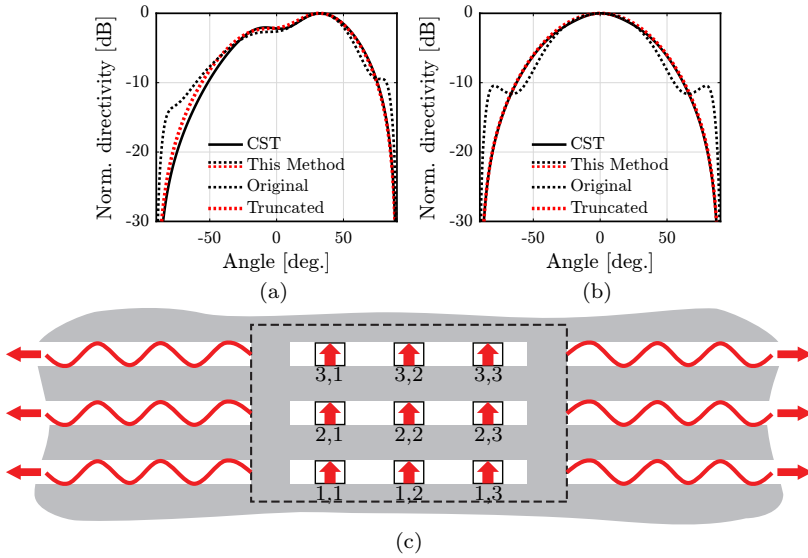 Norm. directivity [dB]
0
-10
-20
-30
CST
This Method
Original
Truncated
-50 0 50
Angle [deg.]
(a)
Norm. directivity [dB]
0
-10
-20
-30
CST
This Method
Original
Truncated
-50 0 50
Angle [deg.]
(b)
3,1 3,2 3,3
2,1 2,2 2,3
1,1 1,2 1,3
(c)